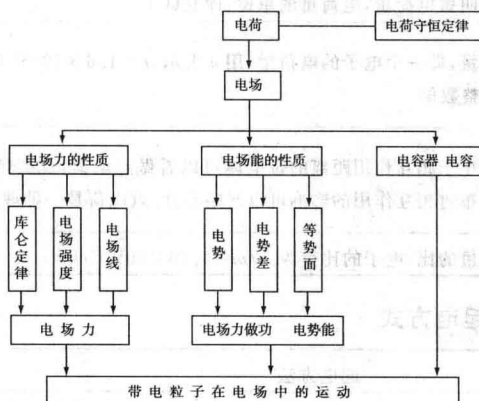 电荷
电荷守恒定律
电场
电场力的性质
电场能的性质
电容器 电容
库仑定律
电场强度
电场线
电势
电势差
等势面
电场力
电场力做功 电势能
带电粒子在电场中的运动